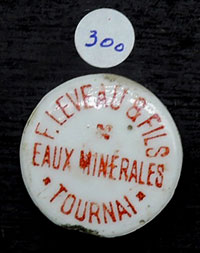 300
F. LEVEAU & FILS
EAUX MINÉRALES
TOURNAI